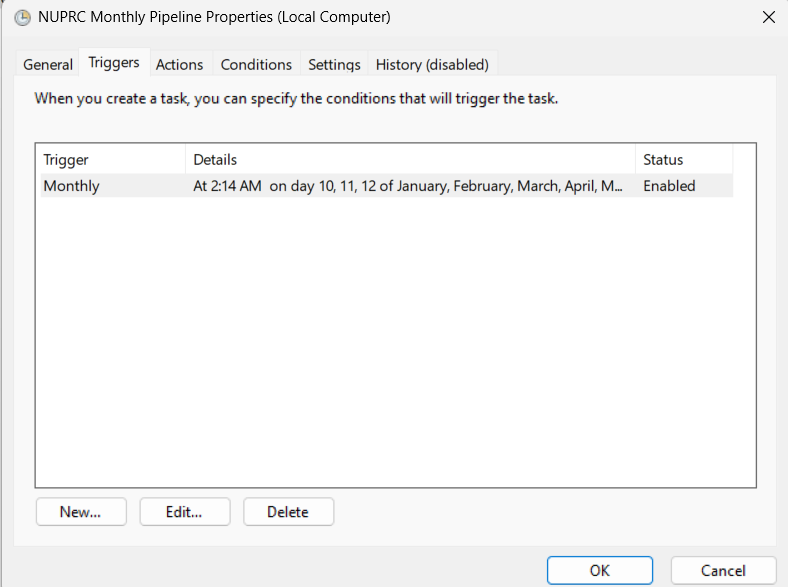 NUPRC Monthly Pipeline Properties (Local Computer)
General Triggers Actions Conditions Settings History (disabled)
When you create a task, you can specify the conditions that will trigger the task.
Trigger Details Status
Monthly At 2:14 AM  on day 10, 11, 12 of January, February, March, April, M... Enabled
New... Edit... Delete
OK Cancel